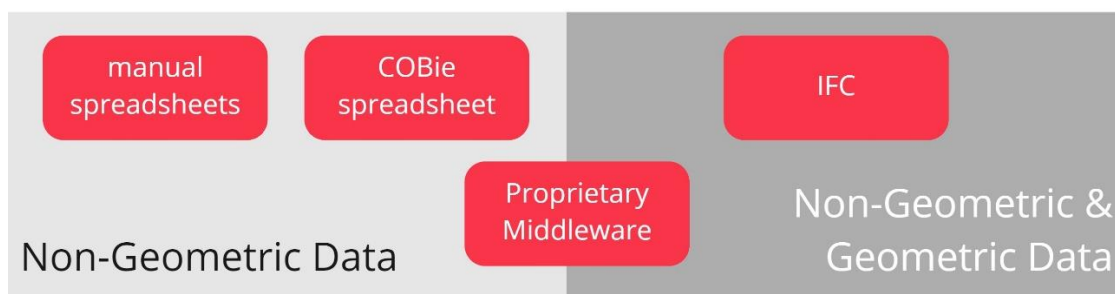 manual
spreadsheets
COBie
spreadsheet
IFC
Proprietary
Middleware
Non-Geometric Data
Non-Geometric &
Geometric Data